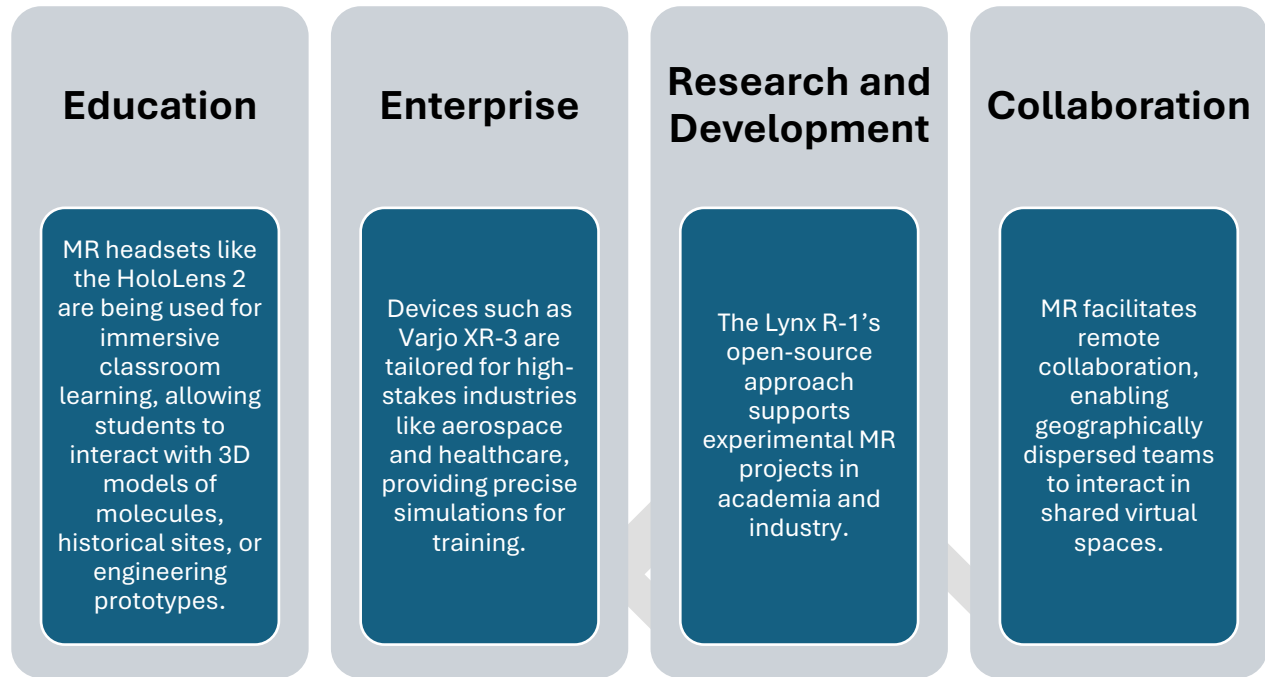 Education
MR headsets like
the HoloLens 2
are being used for
immersive
classroom
learning, allowing
students to
interact with 3D
models of
molecules,
historical sites, or
engineering
prototypes.
Enterprise
Devices such as
Varjo XR-3 are
tailored for high-
stakes industries
like aerospace
and healthcare,
providing precise
simulations for
training.
Research and
Development
The Lynx R-1’s
open-source
approach
supports
experimental MR
projects in
academia and
industry.
Collaboration
MR facilitates
remote
collaboration,
enabling
geographically
dispersed teams
to interact in
shared virtual
spaces.